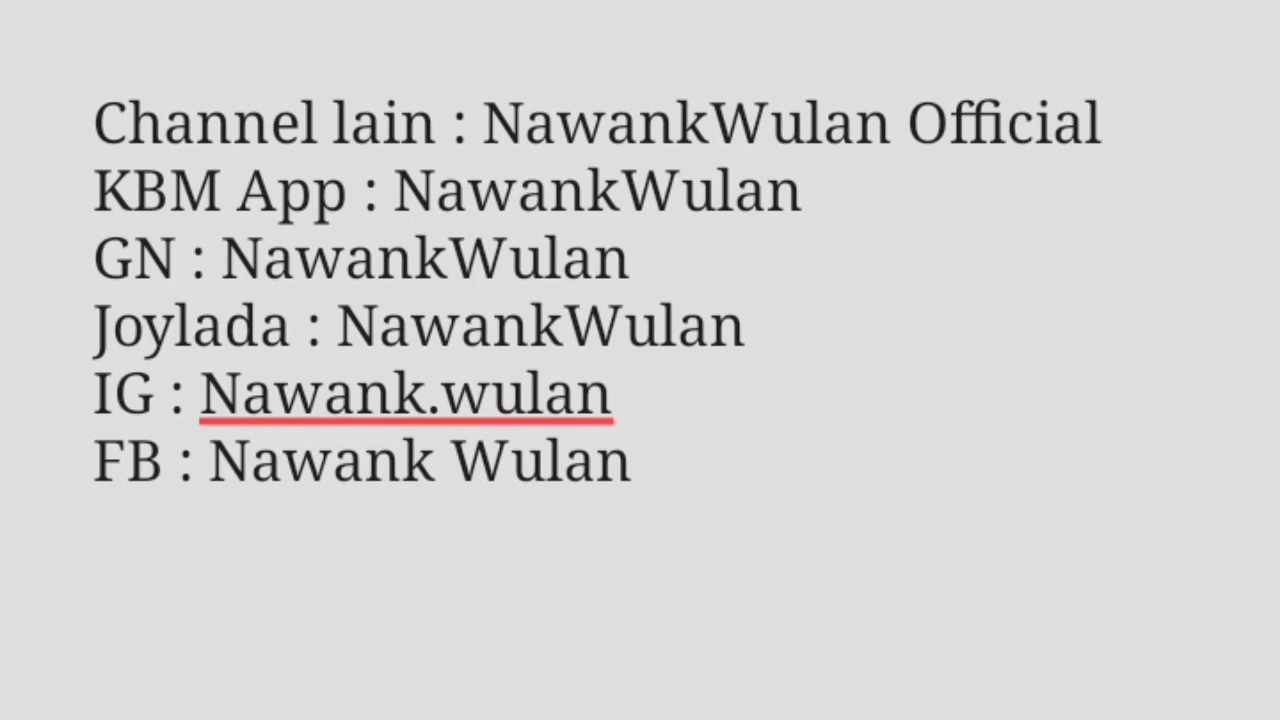 Channel lain : NawankWulan Official
KBM App : NawankWulan
GN : NawankWulan
Joylada : NawankWulan
IG : Nawank.wulan
FB : Nawank Wulan